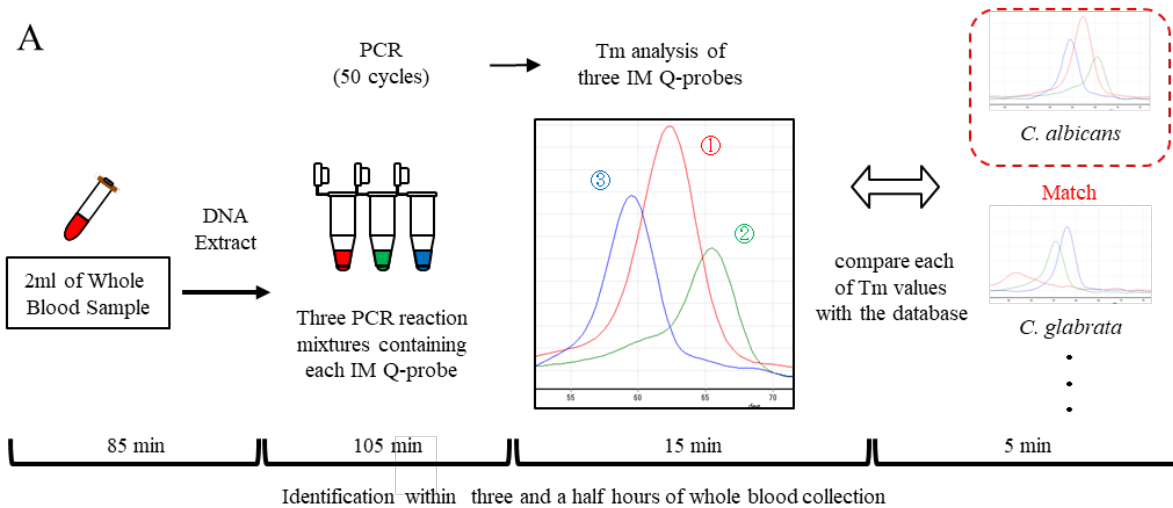 A
PCR
(50 cycles)
Tm analysis of
three IM Q-probes
C. albicans
Match
C. glabrata
①
②
③
55
60
65
70
2ml of Whole
Blood Sample
DNA
Extract
Three PCR reaction
mixtures containing
each IM Q-probe
compare each
of Tm values
with the database
85 min
105 min
15 min
5 min
Identification within three and a half hours of whole blood collection